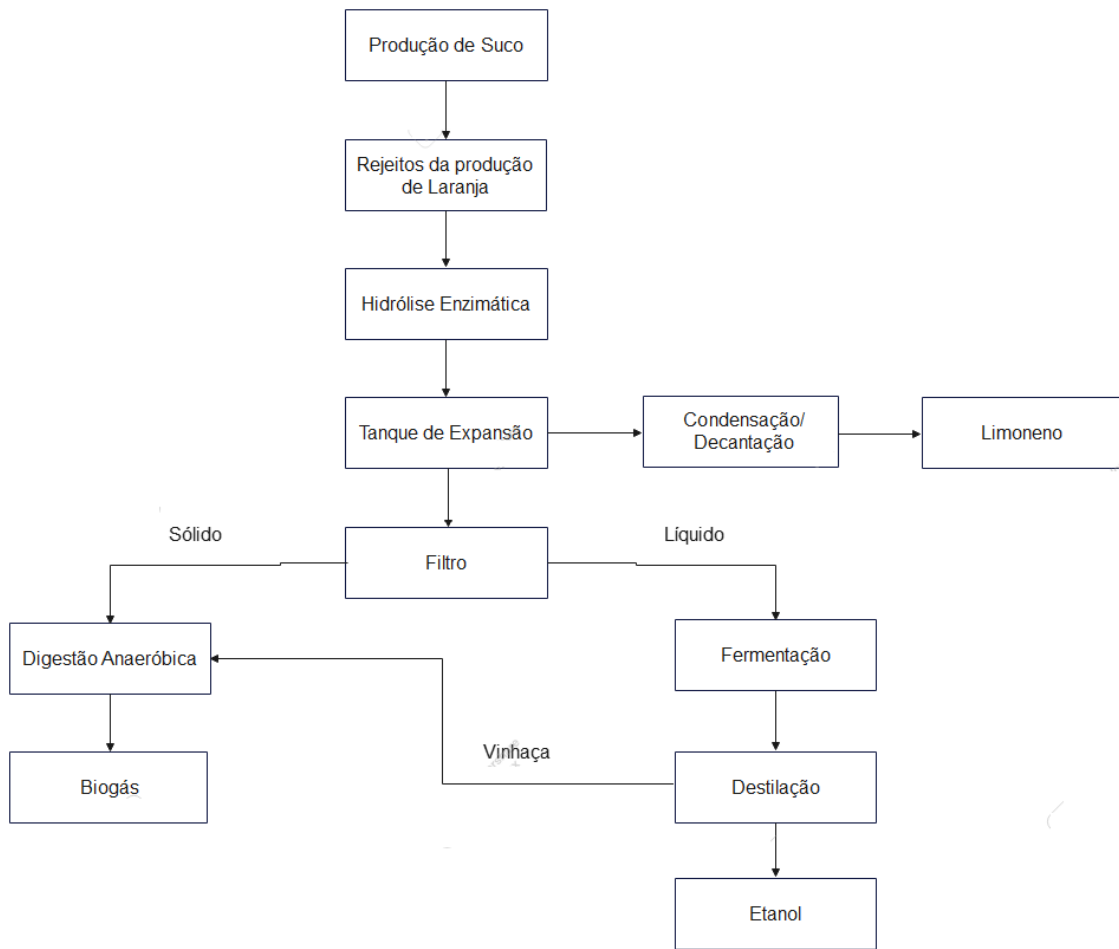 Produção de Suco
Rejeitos da produção
de Laranja
Hidrólise Enzimática
Tanque de Expansão
Condensação/
Decantação
Limoneno
Sólido
Líquido
Filtro
Digestão Anaeróbica
Fermentação
Vinhaça
Biogás
Destilação
Etanol